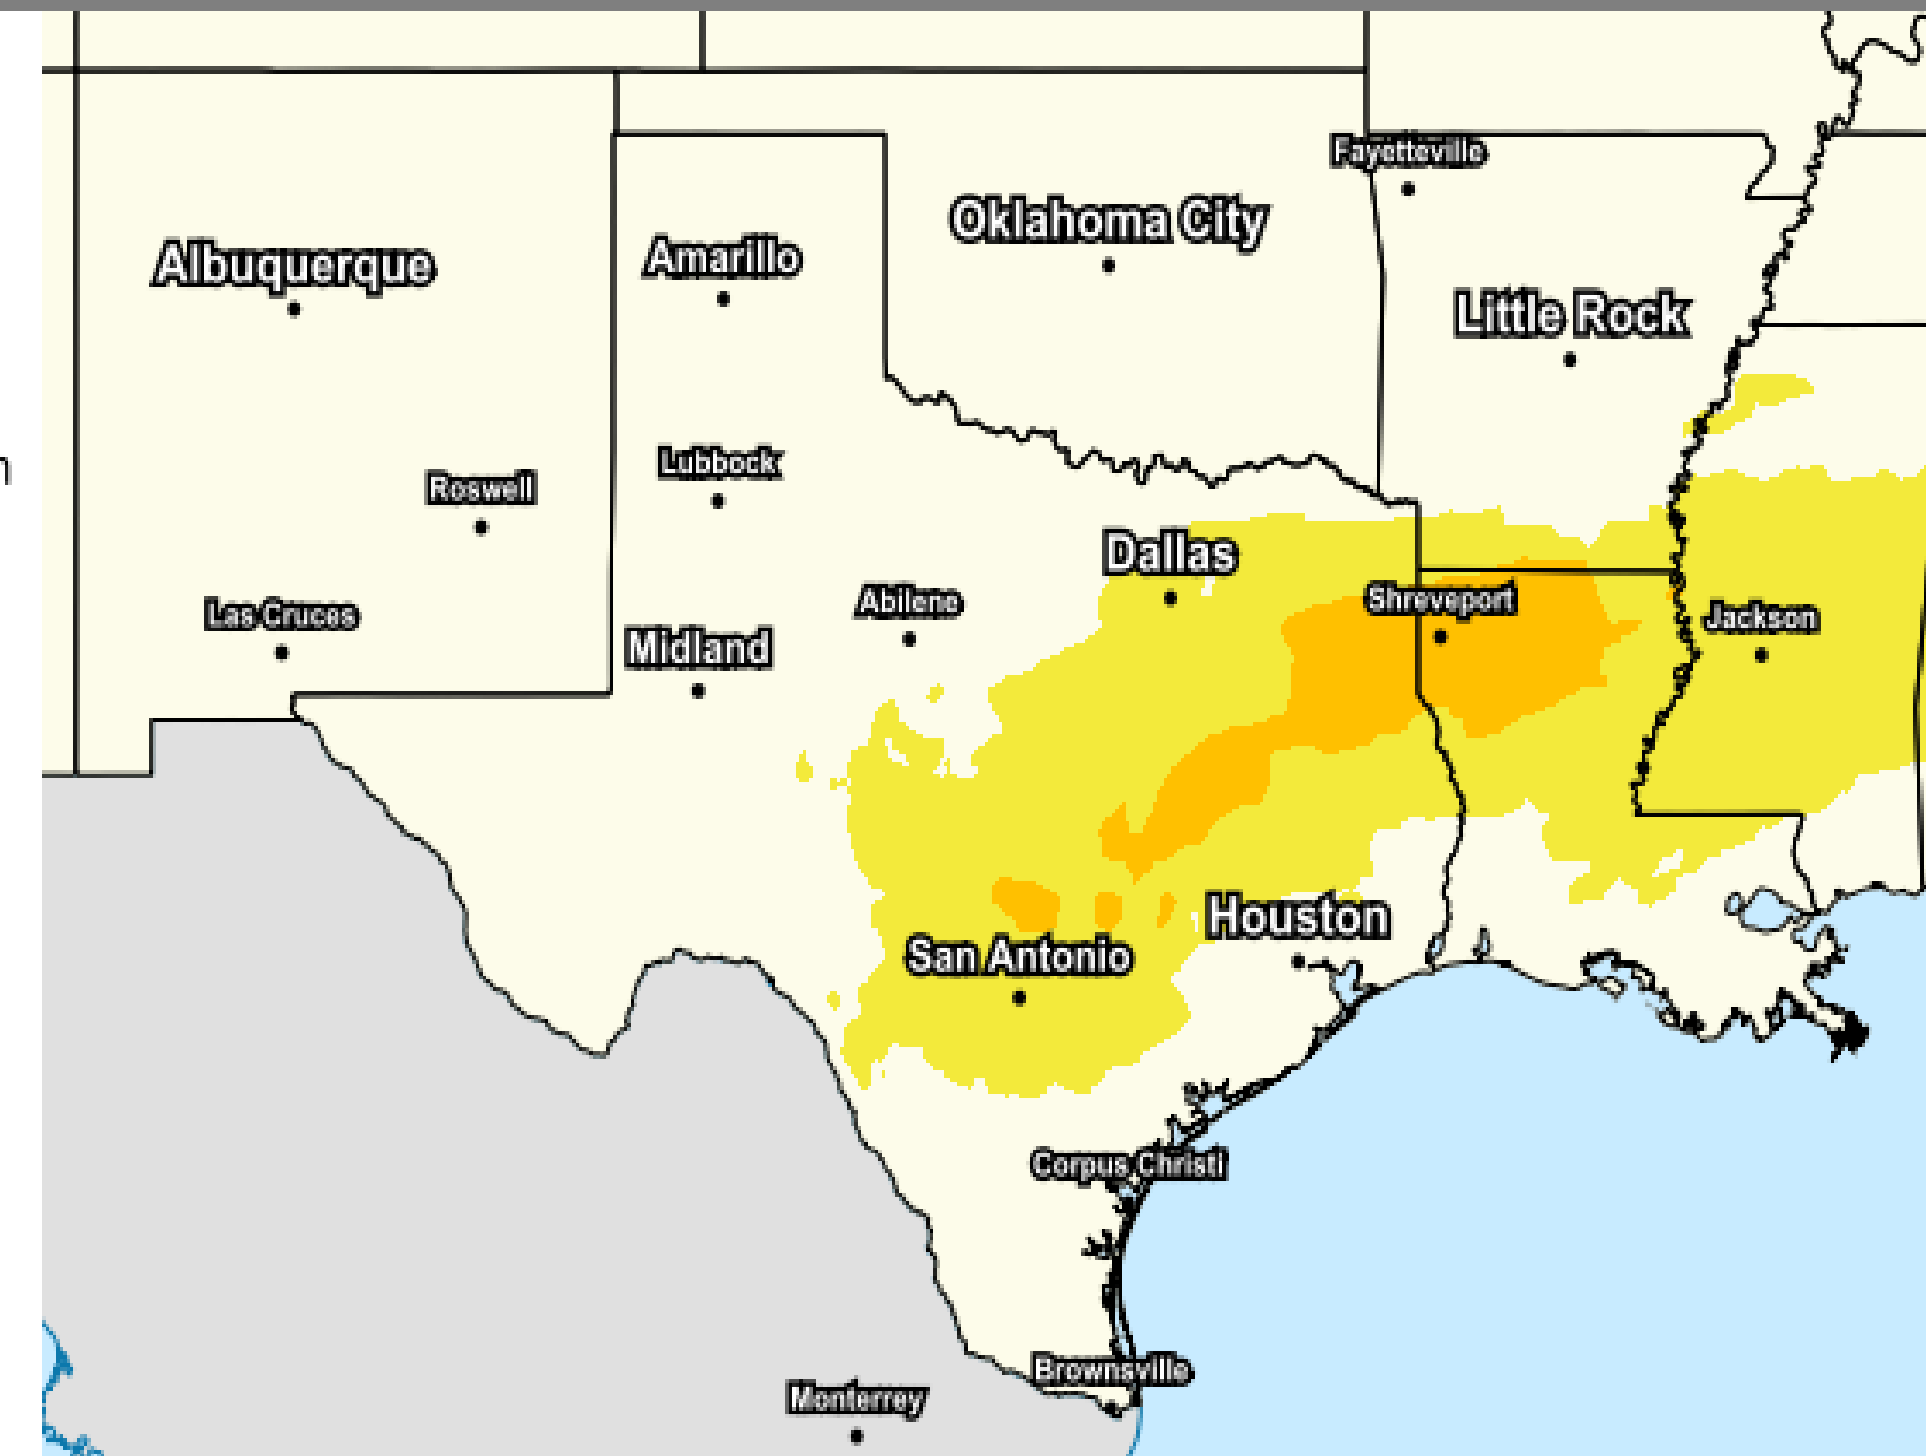 Fayetteville
Oklahoma City
Albuquerque
Amarillo
Little Rock
Lubbock
Roswell
Dallas
Abilene
Shreveport
Las Cruces
Jackson
Midland
Houston
San Antonio
Corpus Christi
Brownsville
Monterrey